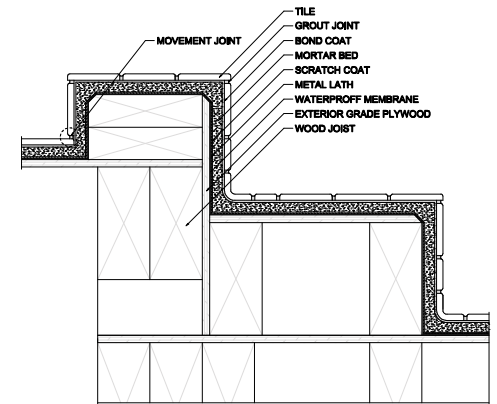 TILE
GROUT JOINT
MOVEMENT JOINT
BOND COAT
MORTAR BED
SCRATCH COAT
METAL LATH
WATERPROFF MEMBRANE
EXTERIOR GRADE PLYWOOD
WOOD JOIST